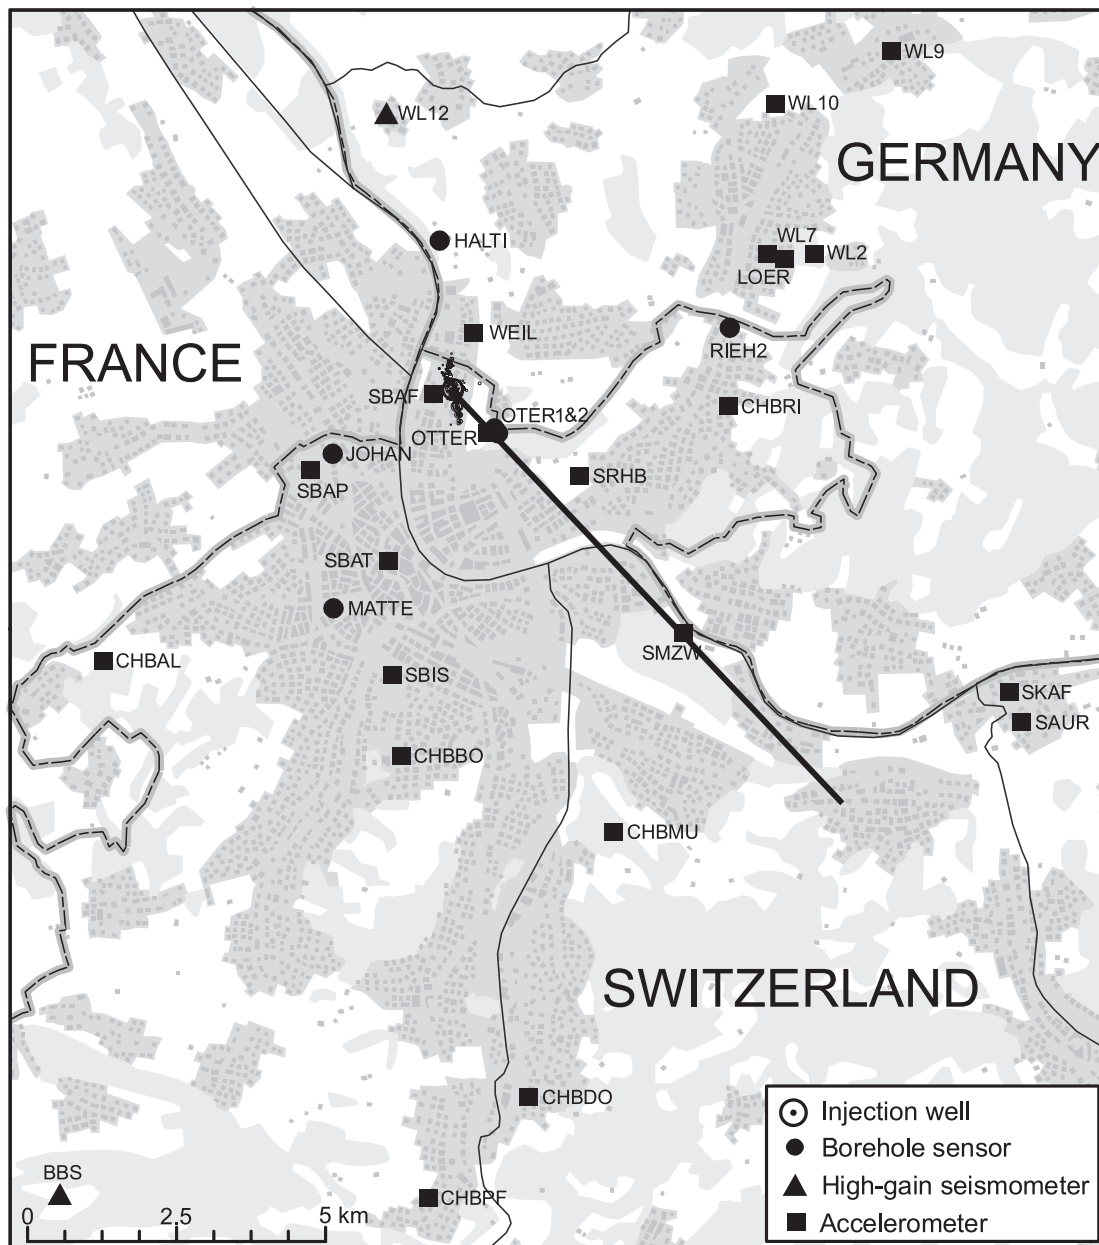 WL9
WL10
WL12
GERMANY
WL7
HALTI
WL2
LOER
WEIL
RIEH2
FRANCE
SBAF
CHBRI
OTER1&2
OTTER
JOHAN
SRHB
SBAP
SBAT
MATTE
SMZW
CHBAL
SBIS
SKAF
SAUR
CHBBO
CHBMU
SWITZERLAND
CHBDO
Injection well
Borehole sensor
High-gain seismometer
Accelerometer
BBS
CHBPF
0 2.5 5 km